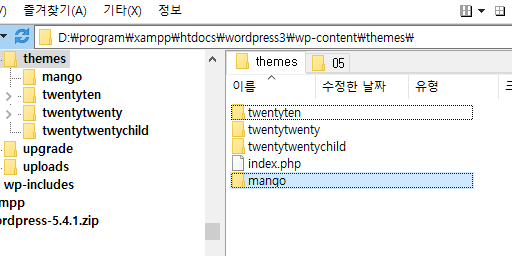 즐겨찾기(A) 기타(X) 정보
D:₩program₩xampp₩htdocs₩wordpress3₩wp-content₩themes₩
themes
mango
twentyten
twentytwenty
twentytwentychild
upgrade
uploads
wp-includes
mpp
ordpress-5.4.1.zip
themes 05
이름 수정한 날짜 유형
twentyten
twentytwenty
twentytwentychild
index.php
mango